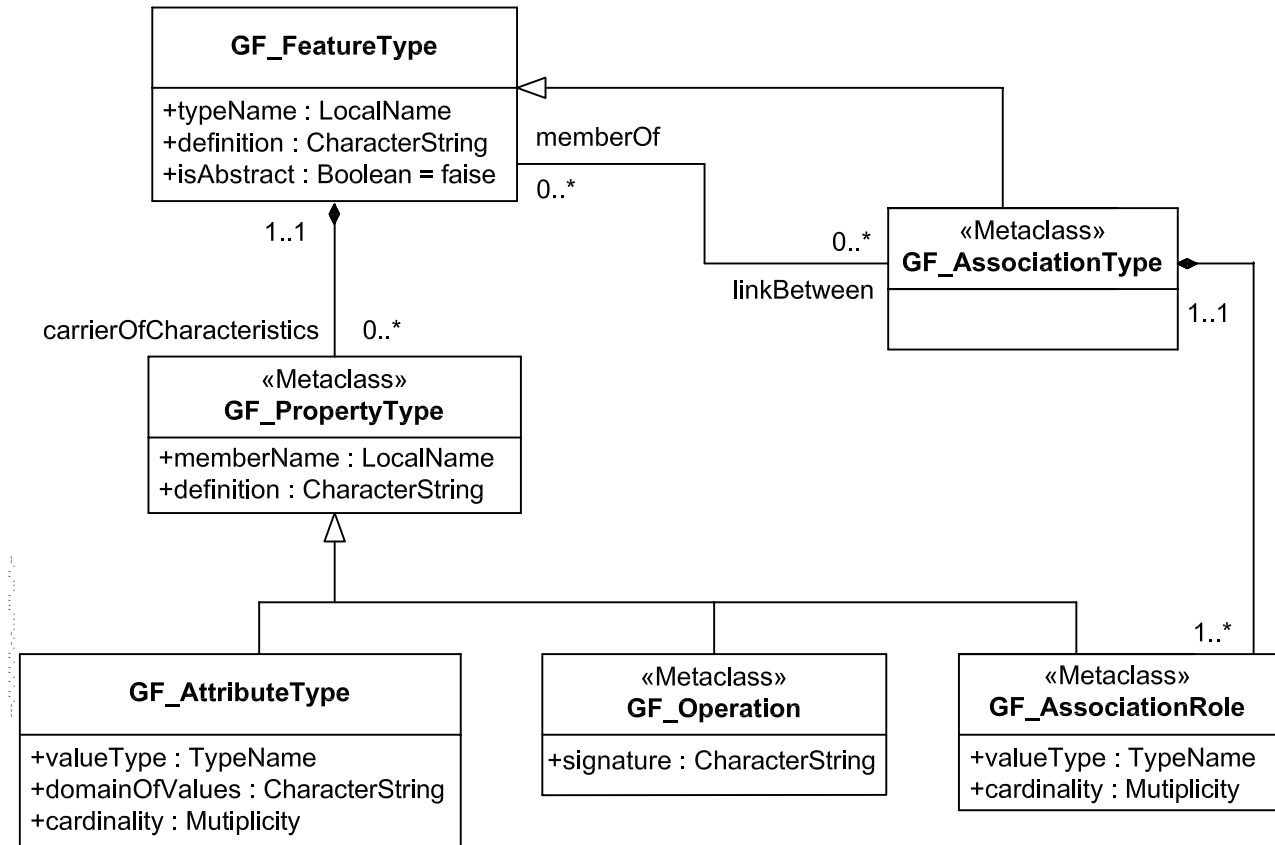 GF_FeatureType
+typeName : LocalName
+definition : CharacterString
+isAbstract : Boolean = faise
memberOf
0..*
1..1
0..*
linkBetween
«Metaclass»
GF_AssociationType
1..1
carrierOfCharacteristics
0..*
«Metaclass»
GF_PropertyType
+memberName : LocalName
+definition : CharacterString
1..*
GF_AttributeType
+valueType : TypeName
+domainOfValues : CharacterString
+cardinality : Mutiplicity
«Metaclass»
GF_Operation
+signature : CharacterString
«Metaclass»
GF_AssociationRole
+valueType : TypeName
+cardinality : Mutiplicity